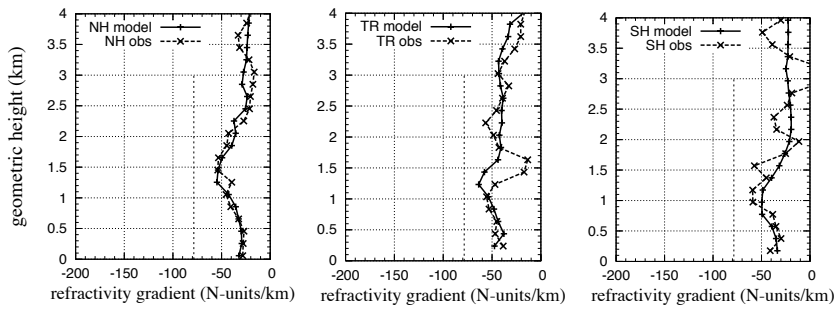 geometric height (km)
4
3.5
3
2.5
2
1.5
1
0.5
0
NH model
NH obs
-200 -150 -100 -50 0
refractivity gradient (N-units/km)
4
3.5
3
2.5
2
1.5
1
0.5
0
TR model
TR obs
-200 -150 -100 -50 0
refractivity gradient (N-units/km)
4
3.5
3
2.5
2
1.5
1
0.5
0
SH model
SH obs
-200 -150 -100 -50 0
refractivity gradient (N-units/km)